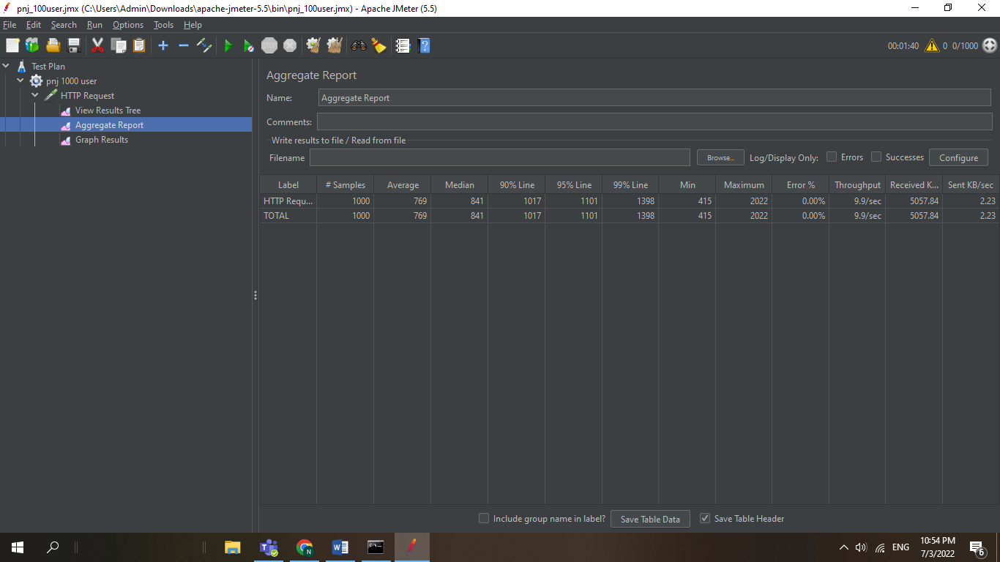 pnj_100user.jmx (C:\Users\Admin\Downloads\apache-jmeter-5.5\bin\pnj_100user.jmx) - Apache JMeter (5.5)
File Edit Search Run Options Tools Help
STOP 00:01:40 0 0/1000
Test Plan
pnj 1000 user
HTTP Request
View Results Tree
Aggregate Report
Graph Results
Aggregate Report
Name: Aggregate Report
Comments:
Write results to file / Read from file
Filename Browse... Log/Display Only: Errors Successes Configure
Label # Samples Average Median 90% Line 95% Line 99% Line Min Maximum Error % Throughput Received K... Sent KB/sec
HTTP Requ... 1000 769 841 1017 1101 1398 415 2022 0.00% 9.9/sec 5057.84 2.23
TOTAL 1000 769 841 1017 1101 1398 415 2022 0.00% 9.9/sec 5057.84 2.23
Include group name in label? Save Table Data Save Table Header
ENG 10:54 PM
7/3/2022 6